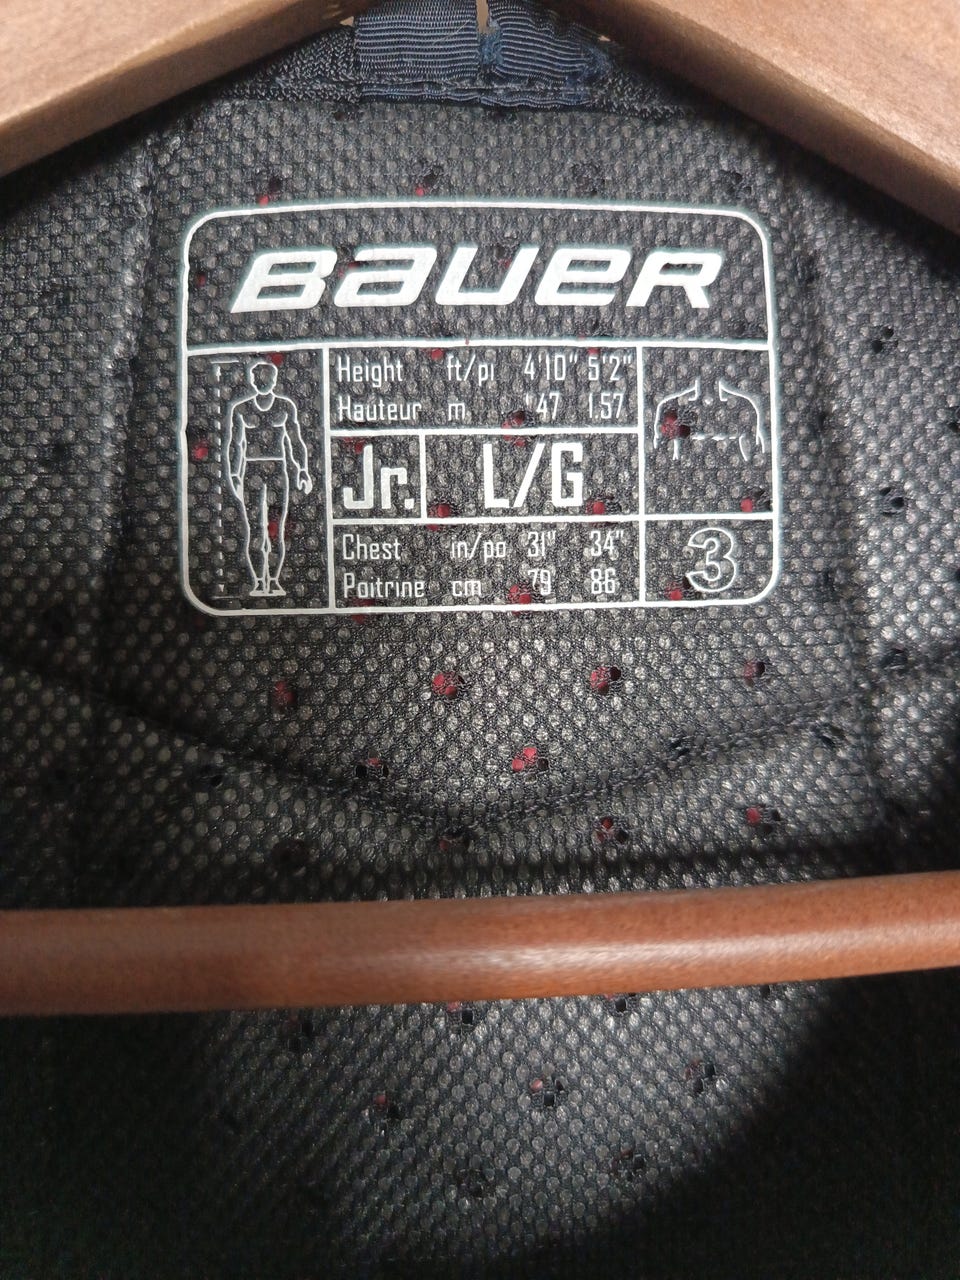 BAUER
Height ft/pi 4'10" 5'2"
Hauteur m 1.47 1.57
Jr. L/G
Chest in/po 31" 34"
Poitrine cm 79 86
3